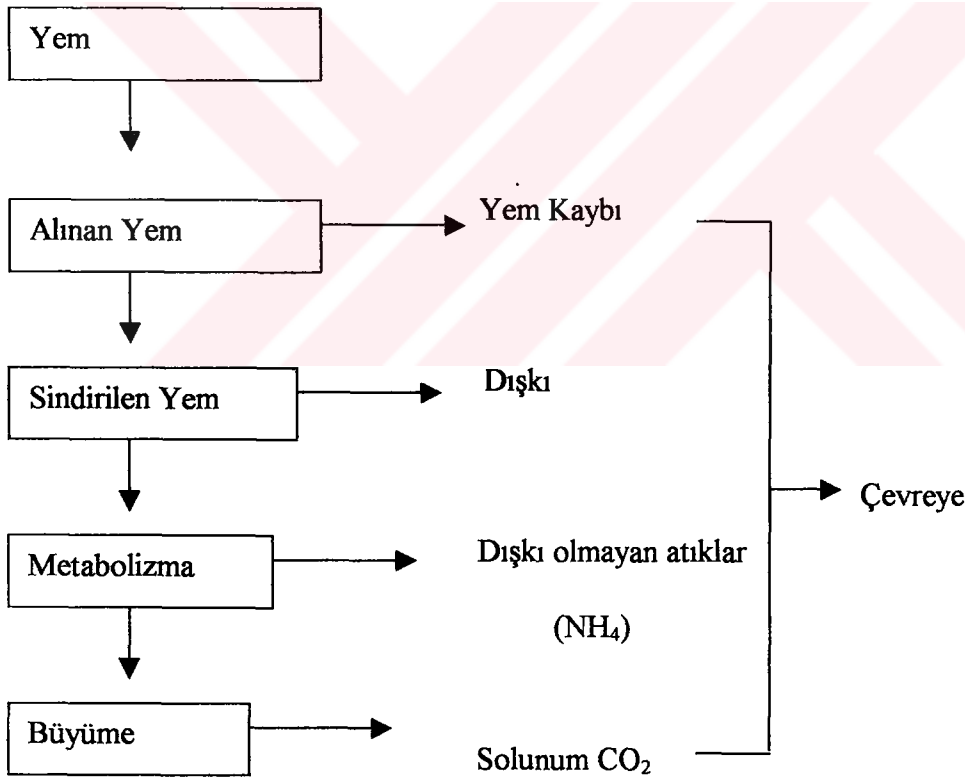 Yem
Alınan Yem
Yem Kaybı
Sindirilen Yem
Dışkı
Çevreye
Metabolizma
Dışkı olmayan atıklar
(NH₄)
Büyüme
Solunum CO₂